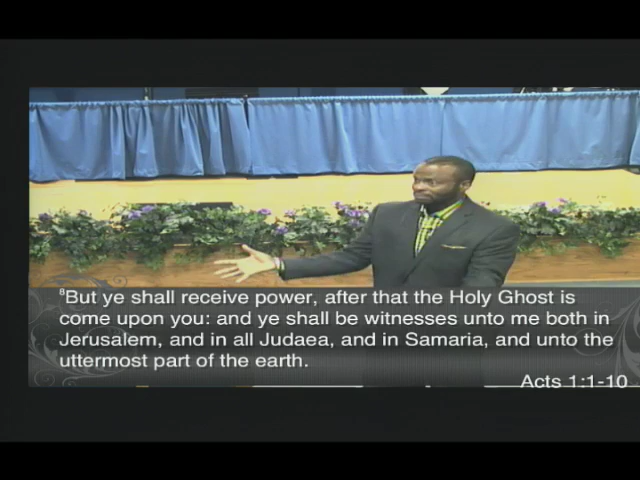 ⁸But ye shall receive power, after that the Holy Ghost is
come upon you: and ye shall be witnesses unto me both in
Jerusalem, and in all Judaea, and in Samaria, and unto the
uttermost part of the earth.
Acts 1:1-10